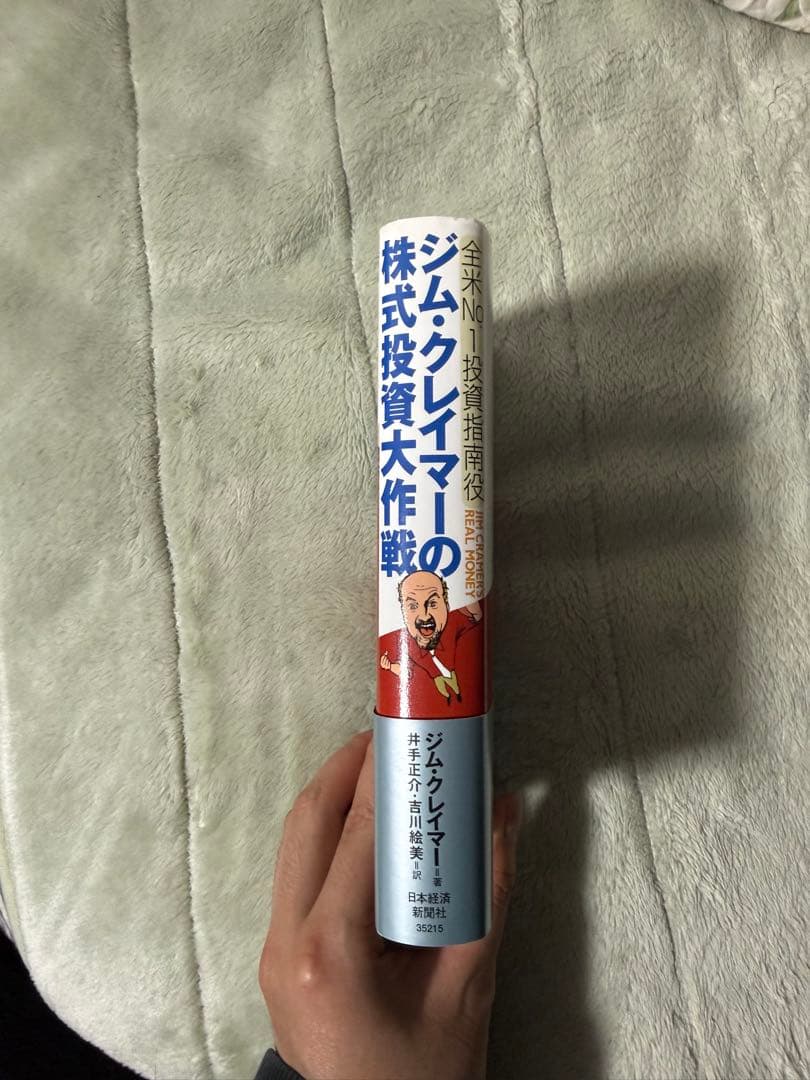 全米No.1投資指南役
ジム・クレイマーの
株式投資大作戦
JIM CRAMER'S
REAL MONEY
ジム・クレイマー=著
井手正介・吉川絵美=訳
日本経済
新聞社
35215